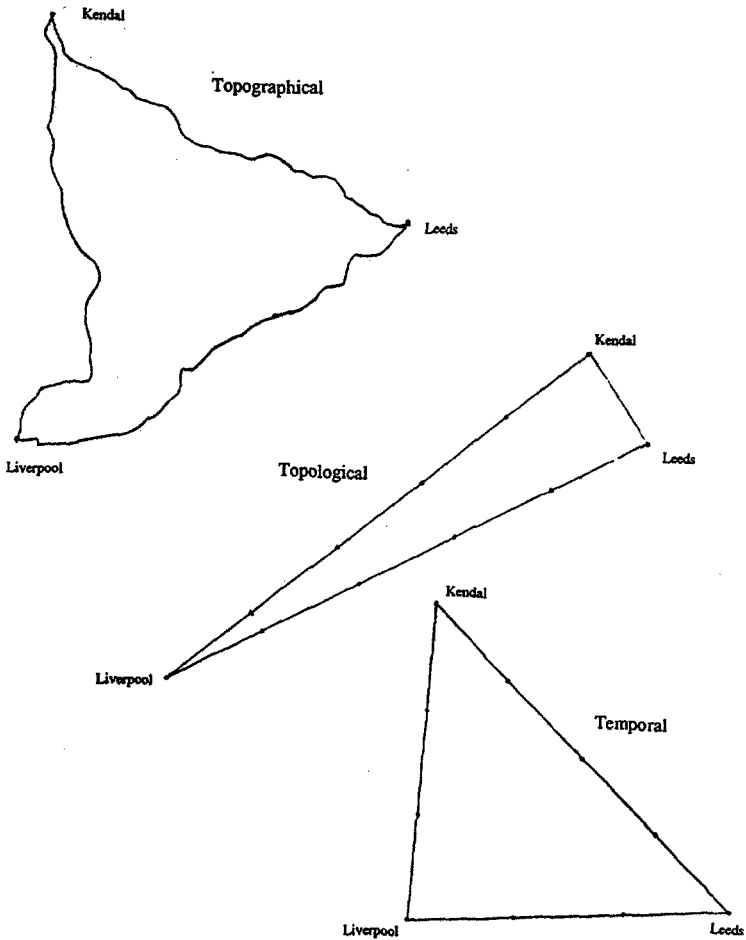 Kendal
Topographical
Leeds
Liverpool
Kendal
Leeds
Topological
Liverpool
Kendal
Temporal
Liverpool
Leeds